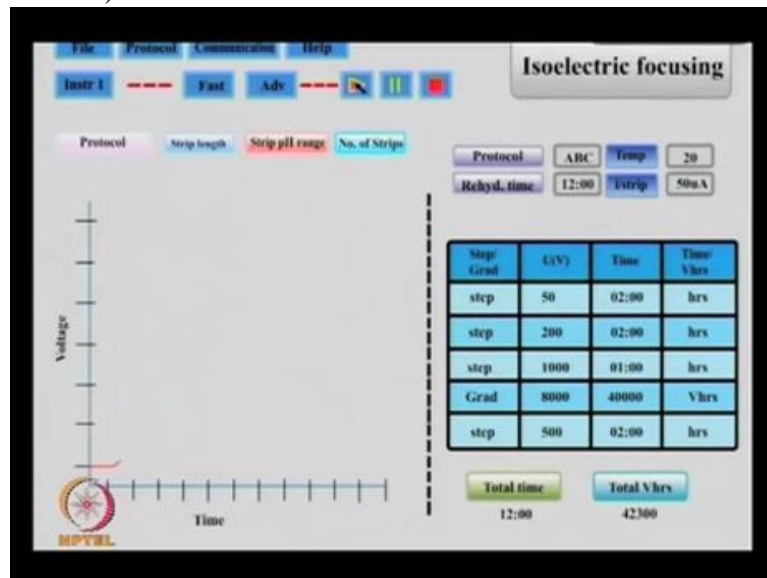 File Protocol Communication Help
Instr 1 Fast Adv
Isoelectric focusing
Protocol Strip length Strip pH range No. of Strips
Protocol ABC Temp 20
Rehyd. time 12:00 I/strip 50uA
Voltage
Time
Step/ Grad U(V) Time Time/ Vhrs
step 50 02:00 hrs
step 200 02:00 hrs
step 1000 01:00 hrs
Grad 8000 40000 Vhrs
step 500 02:00 hrs
Total time Total Vhrs
12:00 42300
NPTEL